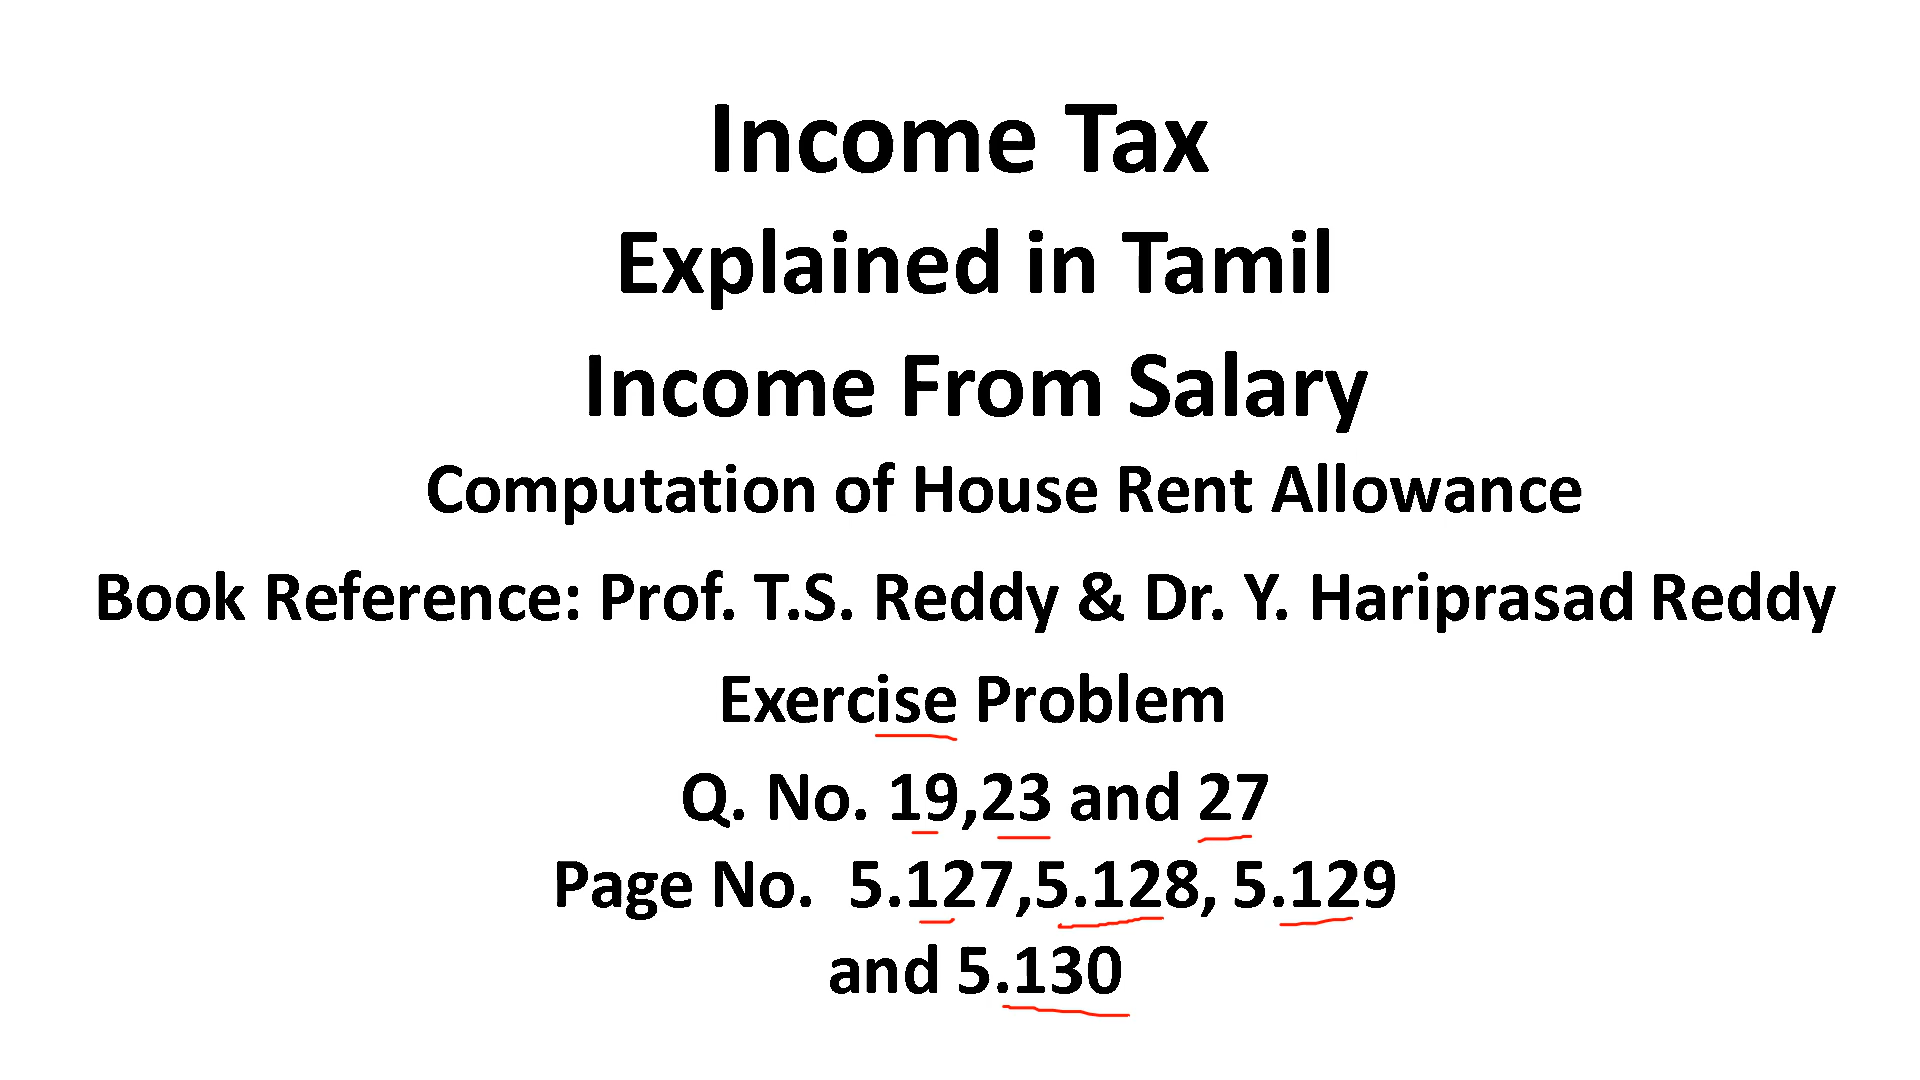 Income Tax
Explained in Tamil
Income From Salary
Computation of House Rent Allowance
Book Reference: Prof. T.S. Reddy & Dr. Y. Hariprasad Reddy
Exercise Problem
Q. No. 19,23 and 27
Page No. 5.127,5.128, 5.129
and 5.130